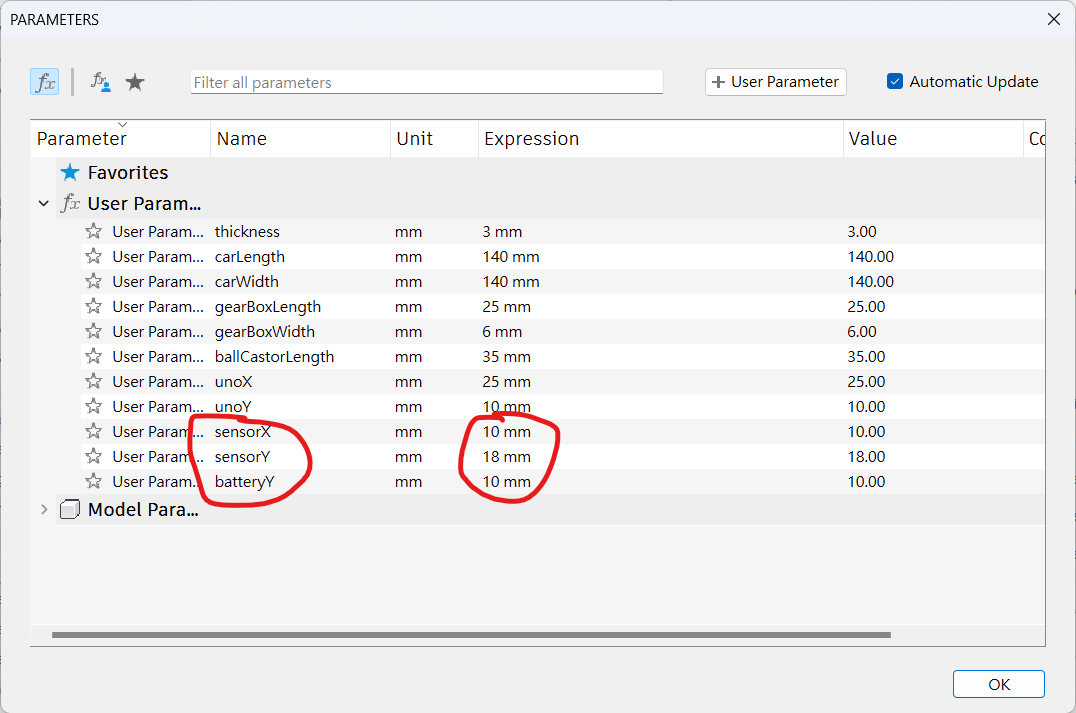 PARAMETERS
fx fx Filter all parameters + User Parameter Automatic Update
Parameter Name Unit Expression Value Co
Favorites
fx User Param...
User Param... thickness mm 3 mm 3.00
User Param... carLength mm 140 mm 140.00
User Param... carWidth mm 140 mm 140.00
User Param... gearBoxLength mm 25 mm 25.00
User Param... gearBoxWidth mm 6 mm 6.00
User Param... ballCastorLength mm 35 mm 35.00
User Param... unoX mm 25 mm 25.00
User Param... unoY mm 10 mm 10.00
User Param... sensorX mm 10 mm 10.00
User Param... sensorY mm 18 mm 18.00
User Param... batteryY mm 10 mm 10.00
Model Para...
OK